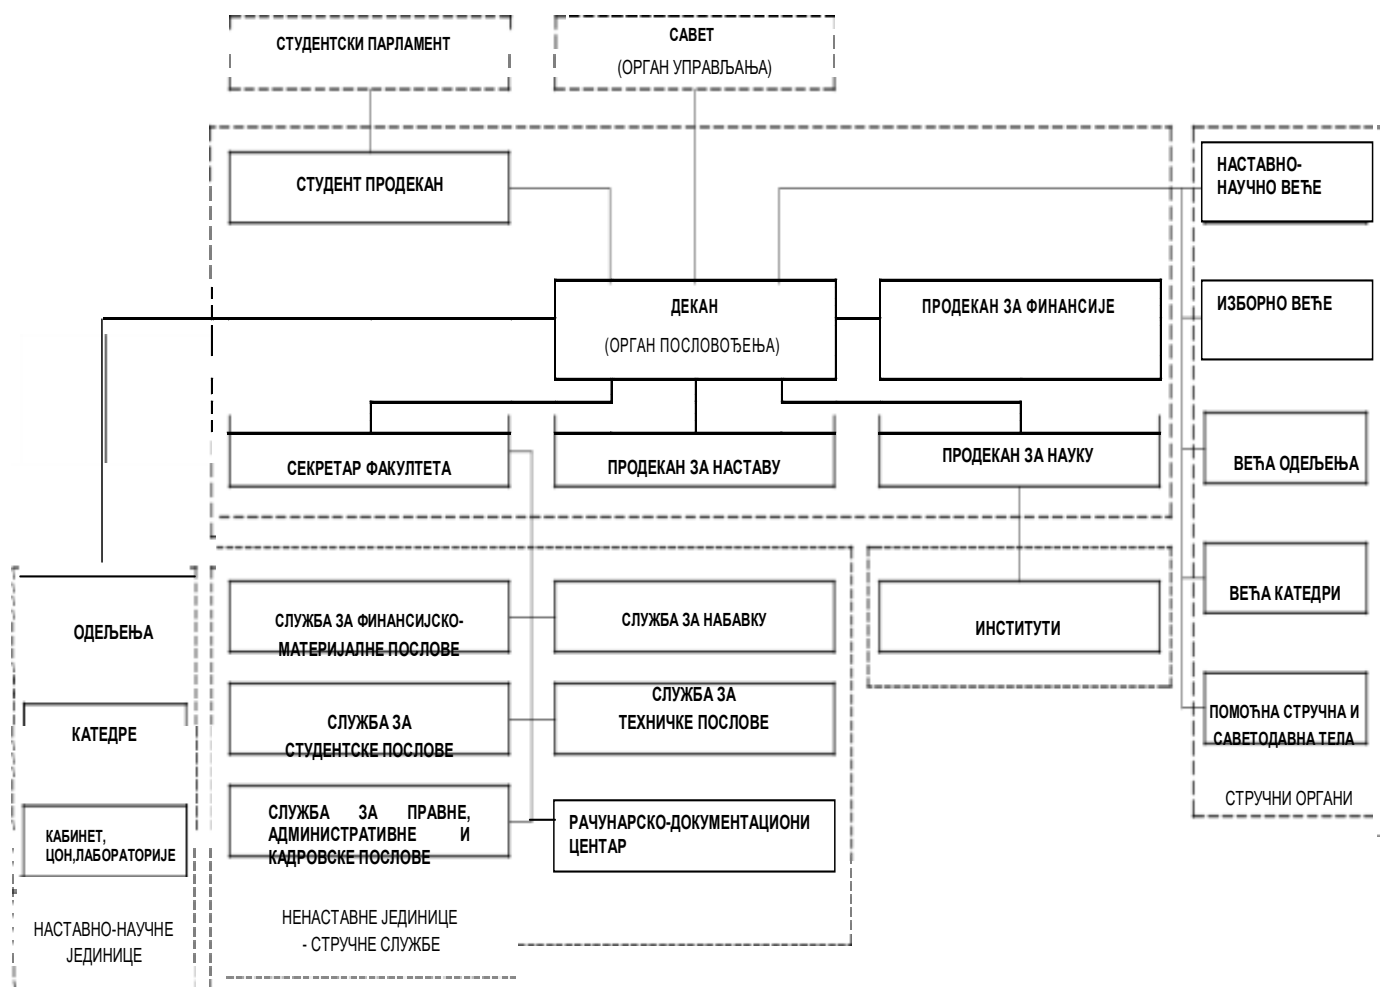 СТУДЕНТСКИ ПАРЛАМЕНТ
САВЕТ
(ОРГАН УПРАВЉАЊА)
СТУДЕНТ ПРОДЕКАН
НАСТАВНО-
НАУЧНО ВЕЋЕ
ДЕКАН
(ОРГАН ПОСЛОВОЂЕЊА)
ПРОДЕКАН ЗА ФИНАНСИЈЕ
ИЗБОРНО ВЕЋЕ
СЕКРЕТАР ФАКУЛТЕТА
ПРОДЕКАН ЗА НАСТАВУ
ПРОДЕКАН ЗА НАУКУ
ВЕЋА ОДЕЉЕЊА
ОДЕЉЕЊА
СЛУЖБА ЗА ФИНАНСИЈСКО-
МАТЕРИЈАЛНЕ ПОСЛОВЕ
СЛУЖБА ЗА НАБАВКУ
ИНСТИТУТИ
ВЕЋА КАТЕДРИ
КАТЕДРЕ
СЛУЖБА ЗА
СТУДЕНТСКЕ ПОСЛОВЕ
СЛУЖБА ЗА
ТЕХНИЧКЕ ПОСЛОВЕ
ПОМОЋНА СТРУЧНА И
САВЕТОДАВНА ТЕЛА
СТРУЧНИ ОРГАНИ
КАБИНЕТ,
ЦОН,ЛАБОРАТОРИЈЕ
СЛУЖБА ЗА ПРАВНЕ,
АДМИНИСТРАТИВНЕ И
КАДРОВСКЕ ПОСЛОВЕ
РАЧУНАРСКО-ДОКУМЕНТАЦИОНИ
ЦЕНТАР
НАСТАВНО-НАУЧНЕ
ЈЕДИНИЦЕ
НЕНАСТАВНЕ ЈЕДИНИЦЕ
- СТРУЧНЕ СЛУЖБЕ